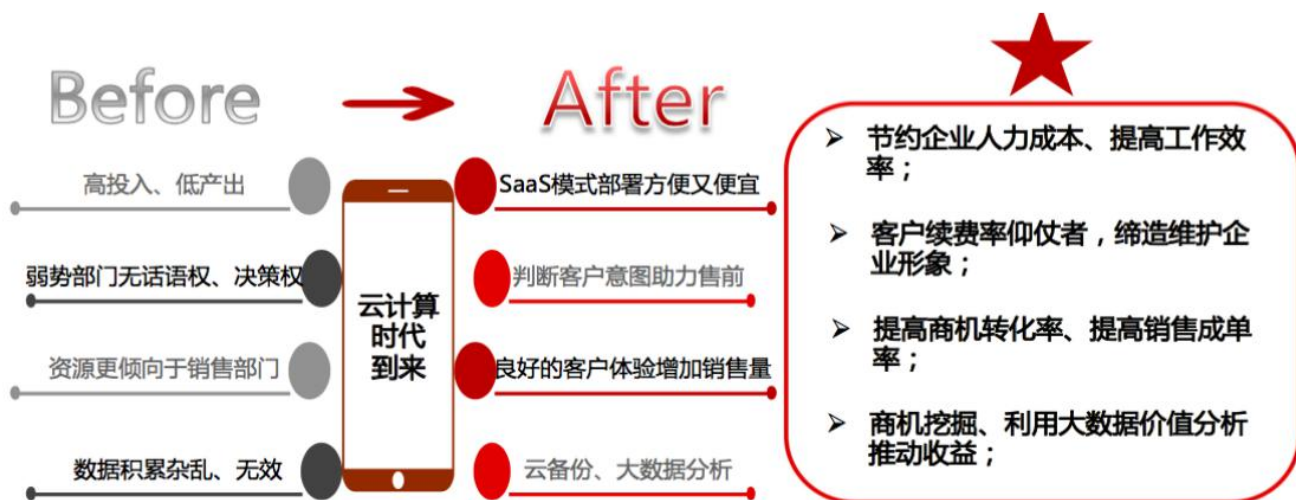 Before
After
高投入、低产出
弱势部门无话语权、决策权
资源更倾向于销售部门
数据积累杂乱、无效
云计算
时代
到来
SaaS模式部署方便又便宜
判断客户意图助力售前
良好的客户体验增加销售量
云备份、大数据分析
节约企业人力成本、提高工作效
率；
客户续费率仰仗者，缔造维护企
业形象；
提高商机转化率、提高销售成单
率；
商机挖掘、利用大数据价值分析
推动收益；